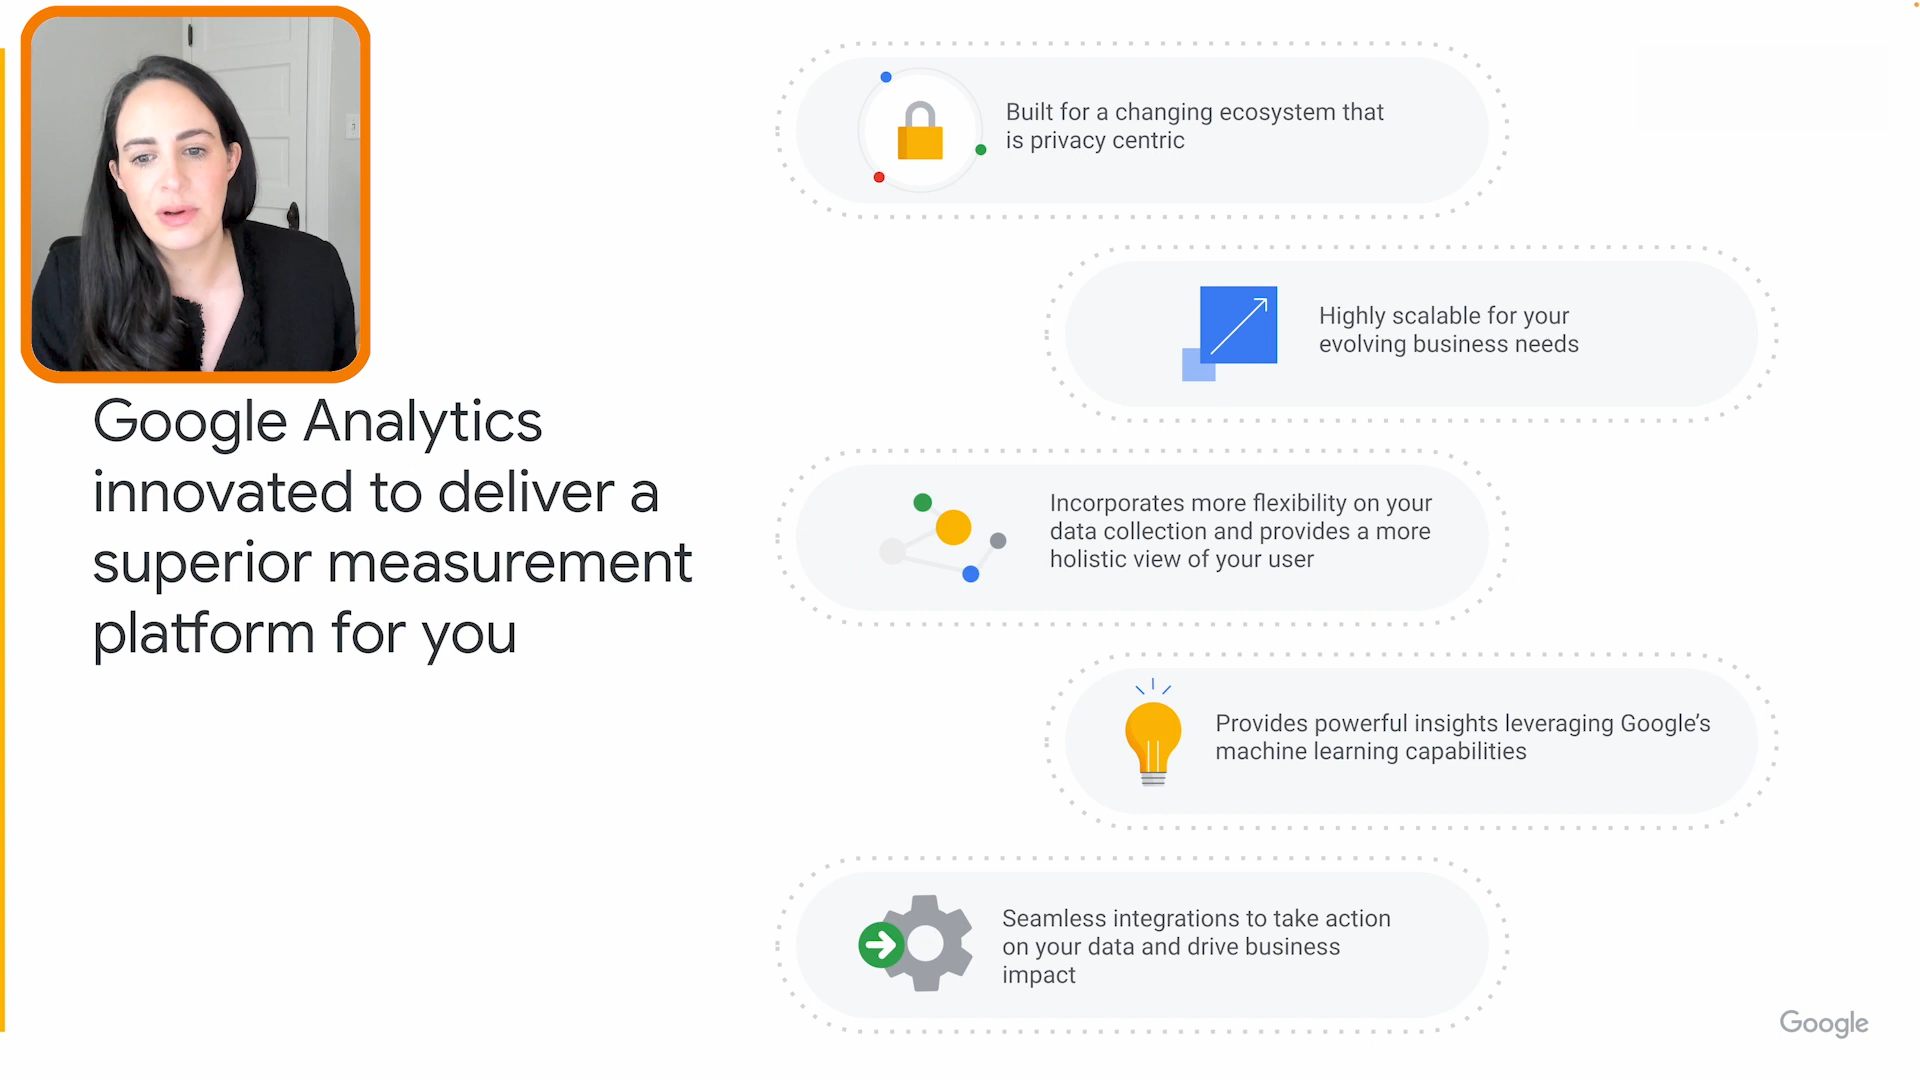 Google Analytics
innovated to deliver a
superior measurement
platform for you
Built for a changing ecosystem that
is privacy centric
Highly scalable for your
evolving business needs
Incorporates more flexibility on your
data collection and provides a more
holistic view of your user
Provides powerful insights leveraging Google’s
machine learning capabilities
Seamless integrations to take action
on your data and drive business
impact
Google